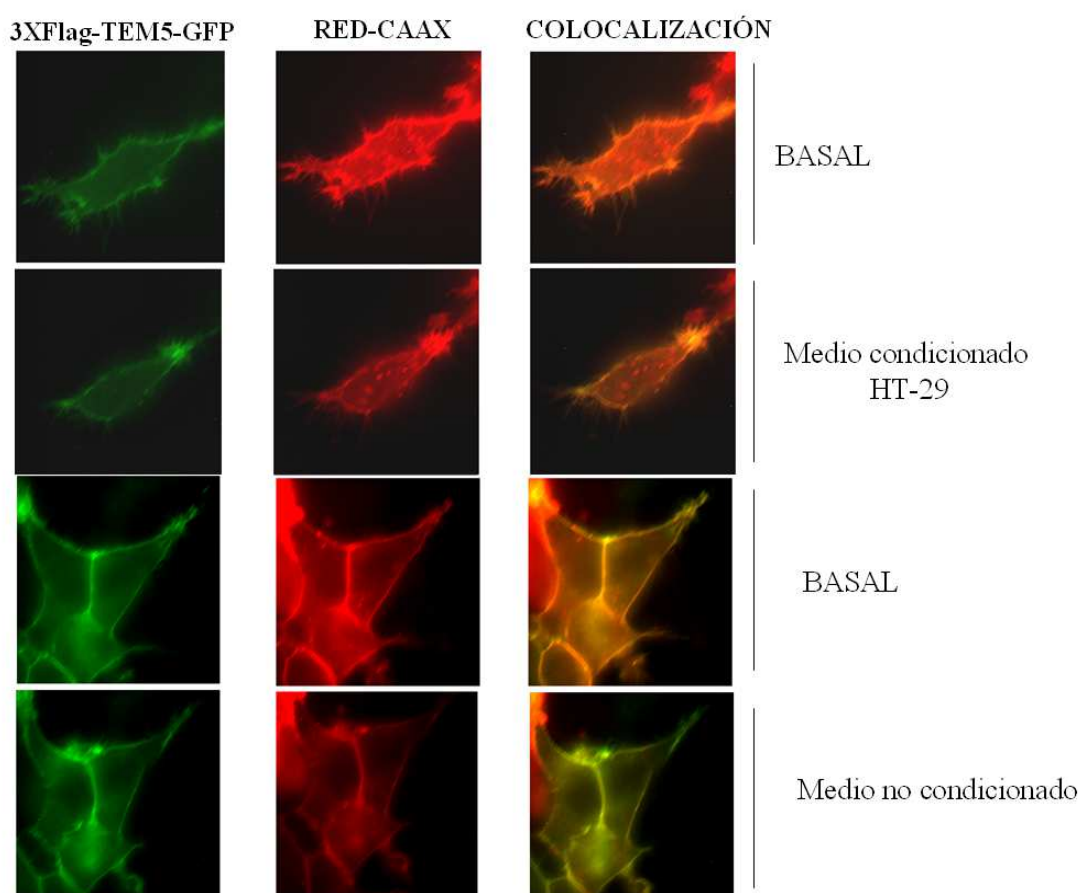 3XFlag-TEM5-GFP
RED-CAAX
COLOCALIZACIÓN
BASAL
Medio condicionado
HT-29
BASAL
Medio no condicionado